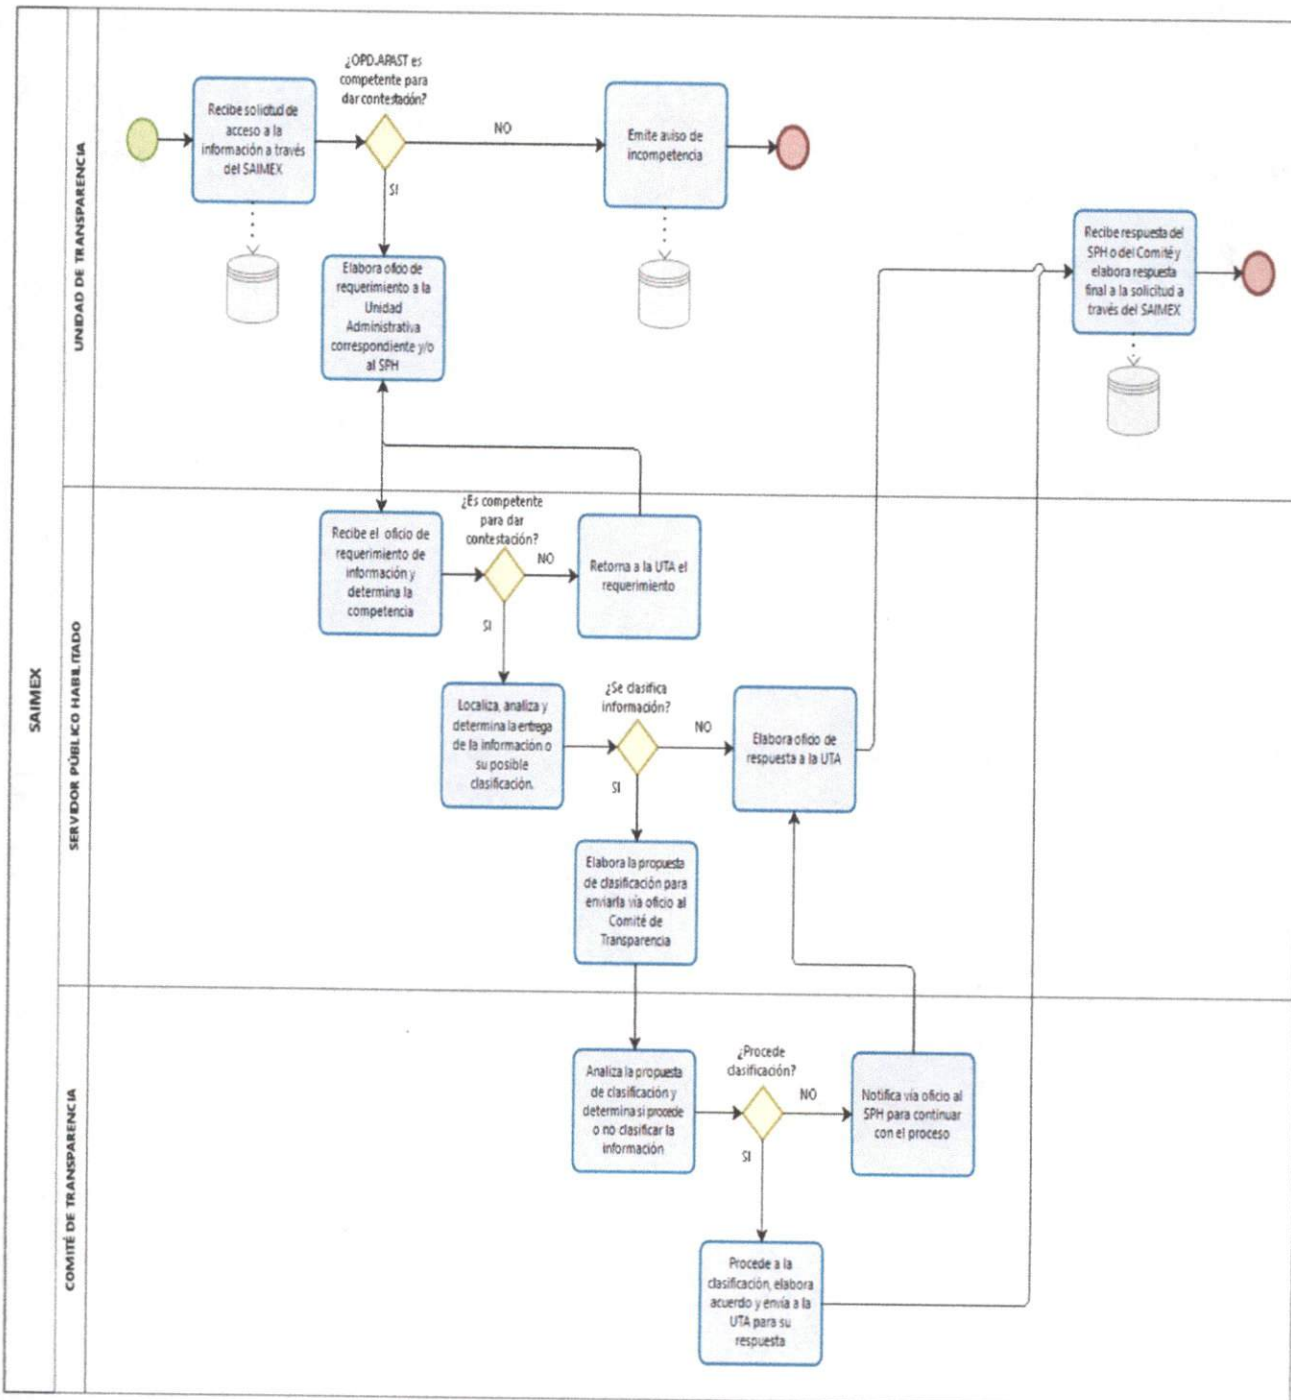 SAIMEX
UNIDAD DE TRANSPARENCIA
¿OPD.APAST es
competente para
dar contestación?
Recibe solicitud de
acceso a la
información a través
del SAIMEX
NO
Emite aviso de
incompetencia
SI
Elabora oficio de
requerimiento a la
Unidad
Administrativa
correspondiente y/o
al SPH
Recibe respuesta del
SPH o del Comité y
elabora respuesta
final a la solicitud a
través del SAIMEX
SERVIDOR PÚBLICO HABILITADO
¿Es competente
para dar
contestación?
Recibe el oficio de
requerimiento de
información y
determina la
competencia
NO
Retorna a la UTA el
requerimiento
SI
Localiza, analiza y
determina la entrega
de la información o
su posible
clasificación.
¿Se clasifica
información?
NO
Elabora oficio de
respuesta a la UTA
SI
Elabora la propuesta
de clasificación para
enviarla vía oficio al
Comité de
Transparencia
COMITÉ DE TRANSPARENCIA
Analiza la propuesta
de clasificación y
determina si procede
o no clasificar la
información
¿Procede
clasificación?
NO
Notifica vía oficio al
SPH para continuar
con el proceso
SI
Procede a la
clasificación, elabora
acuerdo y envía a la
UTA para su
respuesta